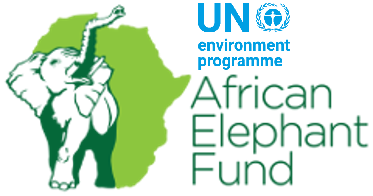 UN
environment
programme
African
Elephant
Fund